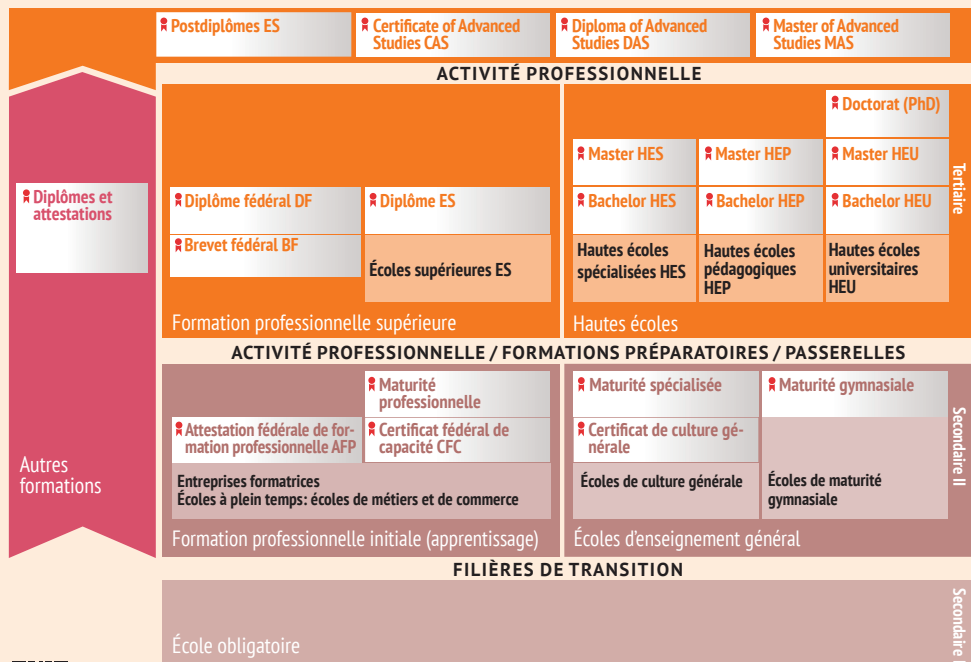 Postdiplômes ES
Certificate of Advanced
Studies CAS
Diploma of Advanced
Studies DAS
Master of Advanced
Studies MAS
ACTIVITÉ PROFESSIONNELLE
Diplômes et
attestations
Autres
formations
Diplôme fédéral DF
Brevet fédéral BF
Diplôme ES
Écoles supérieures ES
Formation professionnelle supérieure
Doctorat (PhD)
Master HES
Master HEP
Master HEU
Bachelor HES
Bachelor HEP
Bachelor HEU
Hautes écoles
spécialisées HES
Hautes écoles
pédagogiques
HEP
Hautes écoles
universitaires
HEU
Hautes écoles
Tertiaire
ACTIVITÉ PROFESSIONNELLE / FORMATIONS PRÉPARATOIRES / PASSERELLES
Maturité
professionnelle
Attestation fédérale de for-
mation professionnelle AFP
Certificat fédéral de
capacité CFC
Entreprises formatrices
Écoles à plein temps: écoles de métiers et de commerce
Formation professionnelle initiale (apprentissage)
Maturité spécialisée
Maturité gymnasiale
Certificat de culture gé-
nérale
Écoles de culture générale
Écoles de maturité
gymnasiale
Écoles d'enseignement général
Secondaire II
FILIÈRES DE TRANSITION
École obligatoire
Secondaire